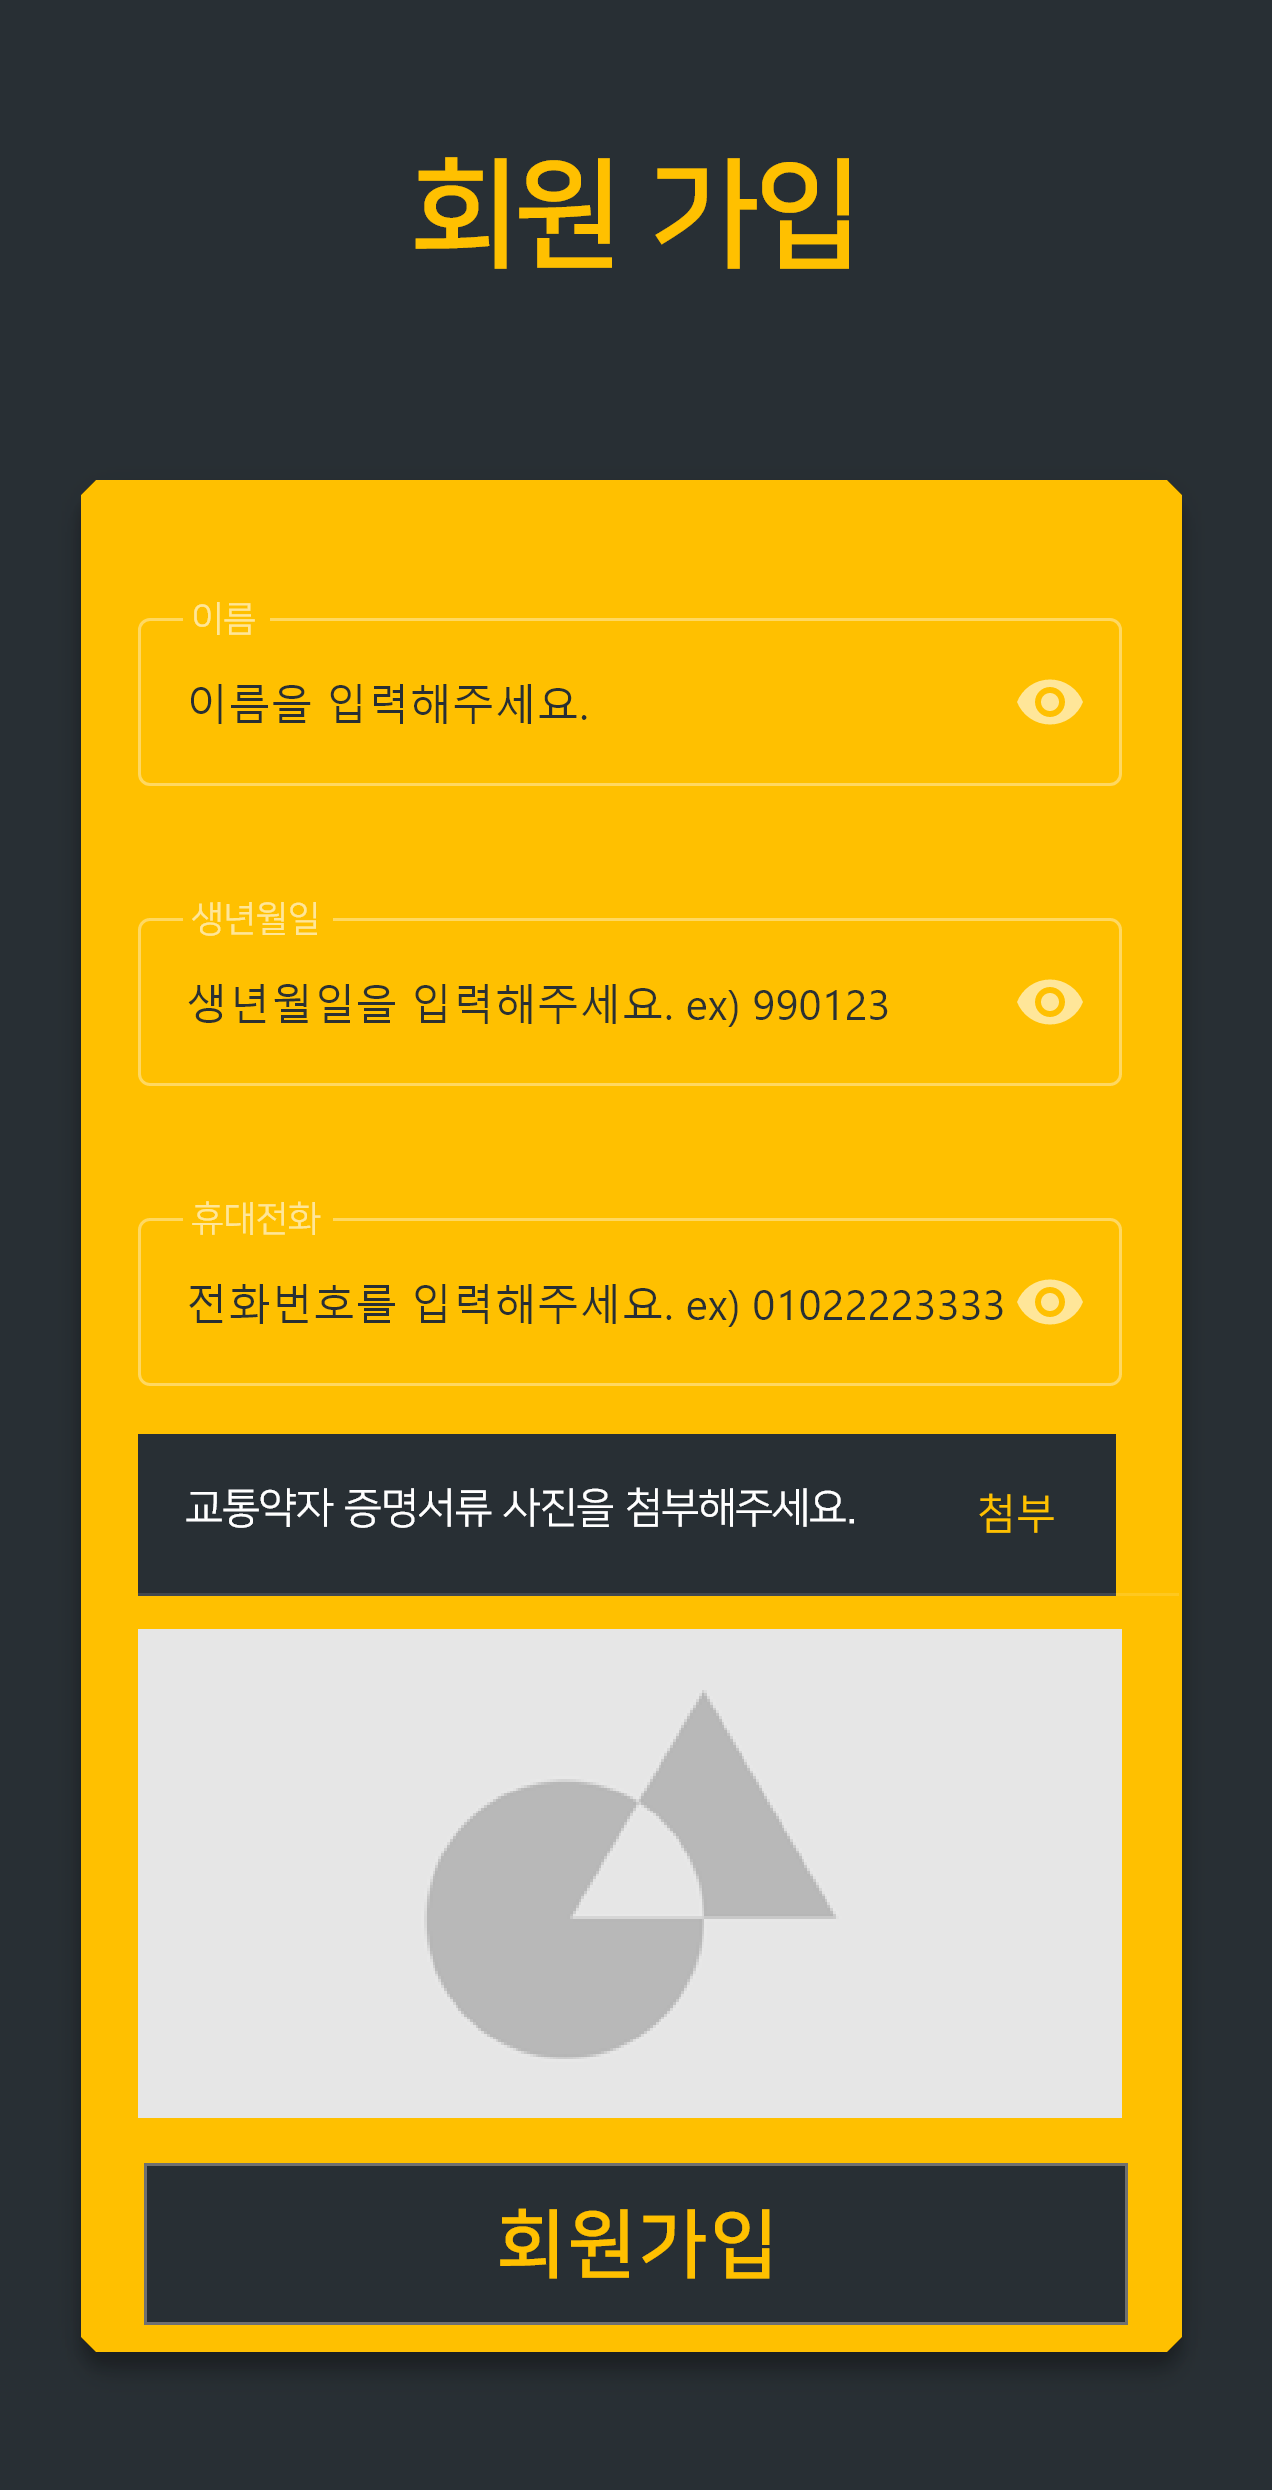 회원 가입
이름
이름을 입력해주세요.
생년월일
생년월일을 입력해주세요. ex) 990123
휴대전화
전화번호를 입력해주세요. ex) 01022223333
교통약자 증명서류 사진을 첨부해주세요. 첨부
회원가입